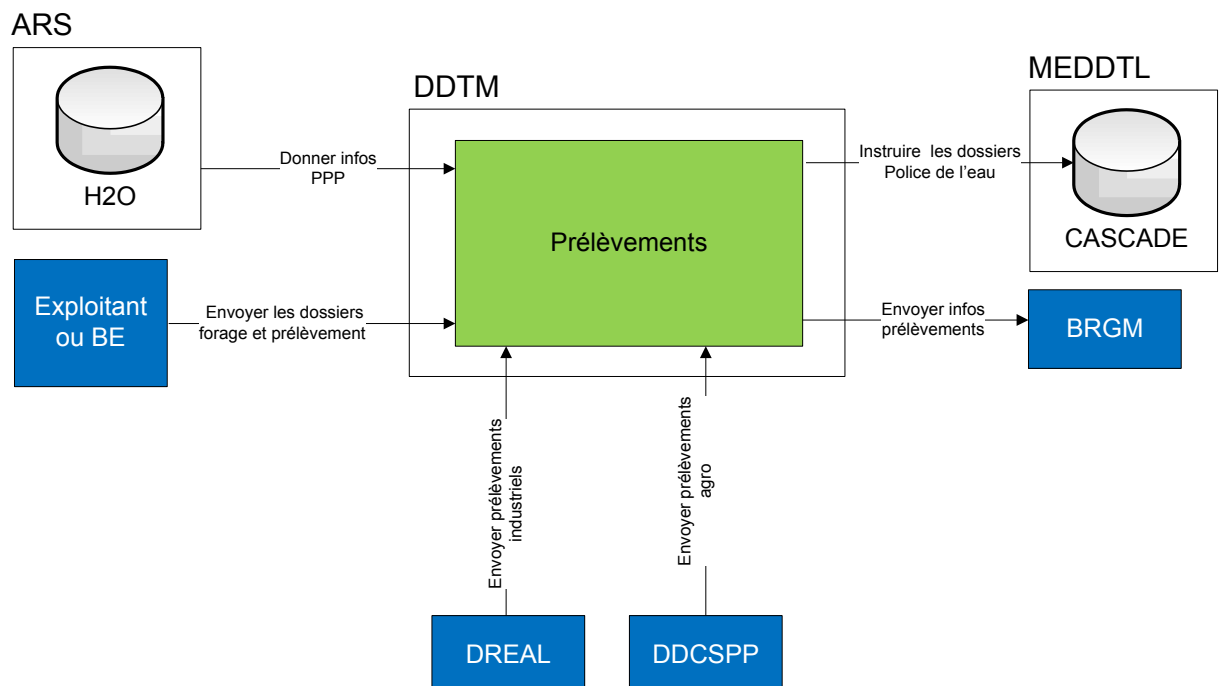 ARS
H2O
Donner infos
PPP
Exploitant
ou BE
Envoyer les dossiers
forage et prélèvement
DDTM
Prélèvements
MEDDTL
Instruire les dossiers
Police de l’eau
CASCADE
Envoyer infos
prélèvements
BRGM
Envoyer prélèvements
industriels
Envoyer prélèvements
agro
DREAL
DDCSPP